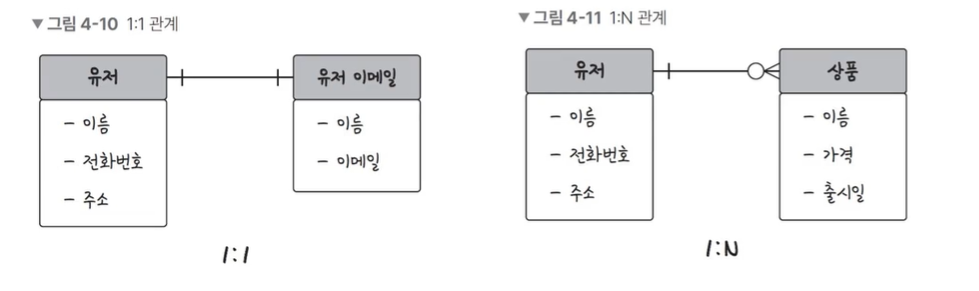 ▼ 그림 4-10 1:1 관계
유저
- 이름
- 전화번호
- 주소
유저 이메일
- 이름
- 이메일
1:1
▼ 그림 4-11 1:N 관계
유저
- 이름
- 전화번호
- 주소
상품
- 이름
- 가격
- 출시일
1:N